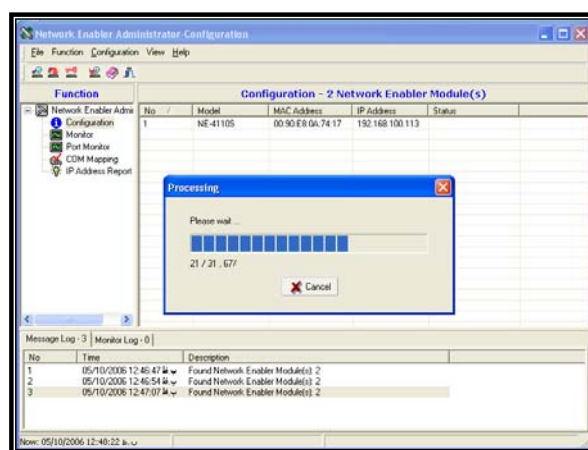 Network Enabler Administrator-Configuration
File Function Configuration View Help
Function
Configuration - 2 Network Enabler Module(s)
Network Enabler Admi
Configuration
Monitor
Port Monitor
COM Mapping
IP Address Report
No / Model MAC Address IP Address Status
1 NE-4110S 00:90:E8:0A:74:17 192.168.100.113
Processing
Please wait ...
21 / 31 , 67/
Cancel
Message Log - 3 Monitor Log - 0
No Time Description
1 05/10/2006 12:46:47 Found Network Enabler Module(s): 2
2 05/10/2006 12:46:54 Found Network Enabler Module(s): 2
3 05/10/2006 12:47:07 Found Network Enabler Module(s): 2
Now: 05/10/2006 12:48:22